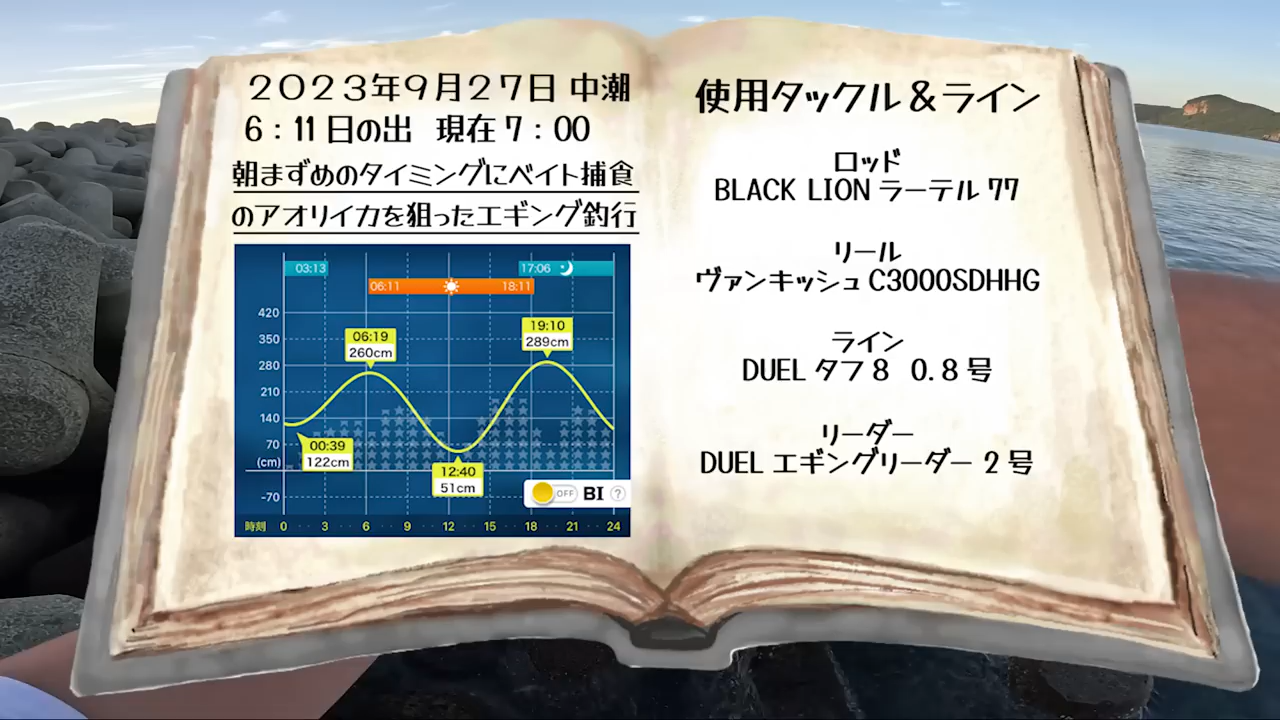 2023年9月27日 中潮
6：11日の出 現在7：00
朝まずめのタイミングにベイト捕食
のアオリイカを狙ったエギング釣行
03:13
17:06
06:11
18:11
420
350
280
210
140
70
(cm)
-70
06:19
260cm
19:10
289cm
00:39
122cm
12:40
51cm
OFF BI ?
時刻 0 3 6 9 12 15 18 21 24
使用タックル＆ライン
ロッド
BLACK LION ラーテル 77
リール
ヴァンキッシュ C3000SDHHG
ライン
DUEL タフ8 0.8号
リーダー
DUEL エギングリーダー 2号